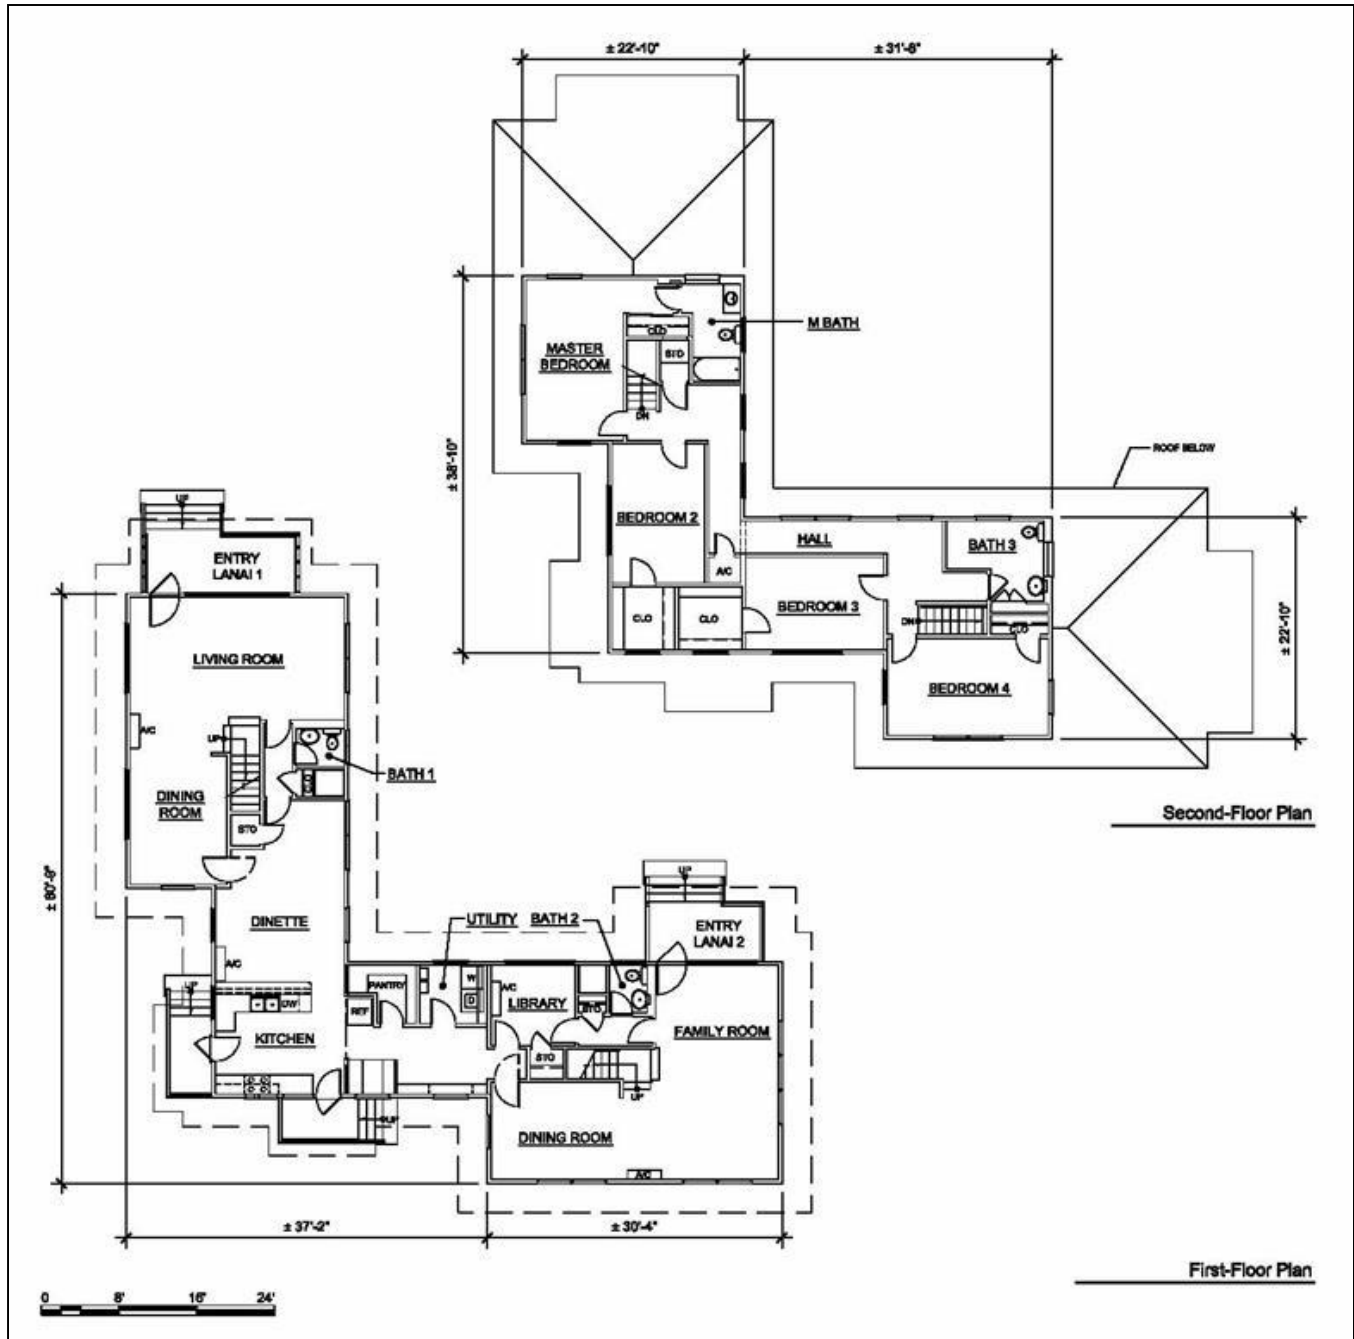 ± 22'-10"
± 31'-8"
M BATH
CLO
STO
MASTER
BEDROOM
DN
± 38'-10"
ROOF BELOW
BEDROOM 2
HALL
BATH 3
A/C
BEDROOM 3
CLO
CLO
DN
CLO
± 22'-10"
BEDROOM 4
Second-Floor Plan
UP
ENTRY
LANAI 1
LIVING ROOM
A/C
UP
BATH 1
DINING
ROOM
STO
± 60'-9"
DINETTE
UTILITY
BATH 2
UP
ENTRY
LANAI 2
A/C
UP
PANTRY
W
D
A/C
LIBRARY
STO
DW
REF
KITCHEN
FAMILY ROOM
STO
UP
UP
DINING ROOM
A/C
± 37'-2"
± 30'-4"
First-Floor Plan
0 8' 16' 24'